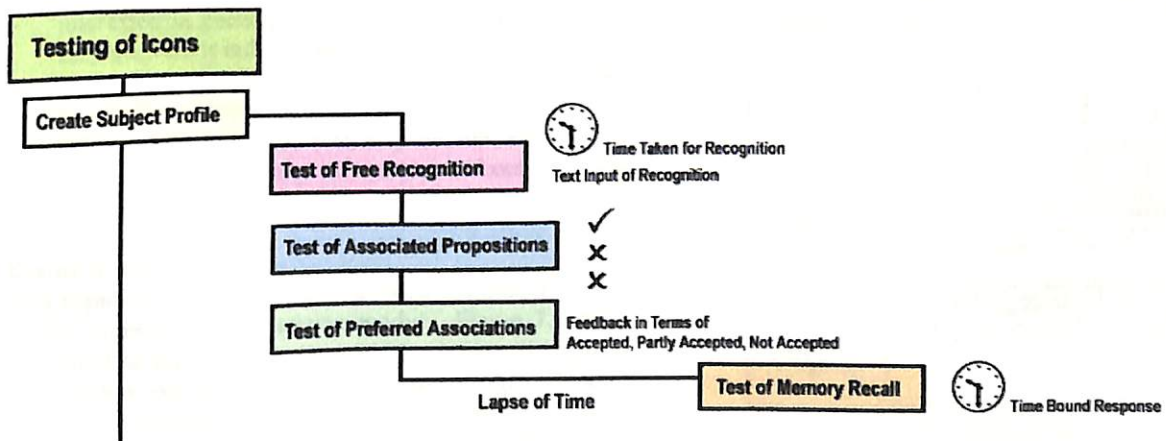 Testing of Icons
Create Subject Profile
Time Taken for Recognition
Test of Free Recognition
Text Input of Recognition
Test of Associated Propositions
Test of Preferred Associations
Feedback in Terms of
Accepted, Partly Accepted, Not Accepted
Test of Memory Recall
Lapse of Time
Time Bound Response